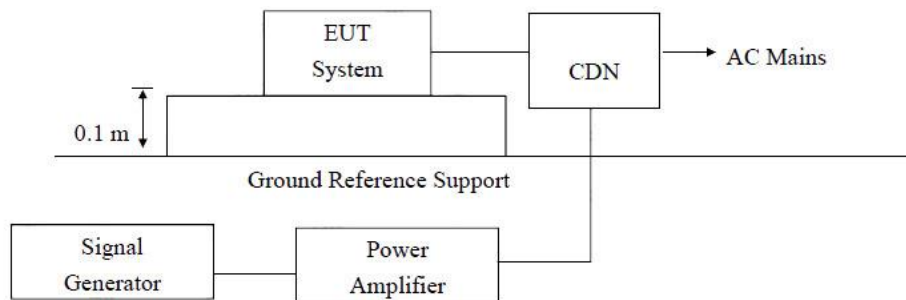 EUT
System
CDN
AC Mains
0.1 m
Ground Reference Support
Signal
Generator
Power
Amplifier